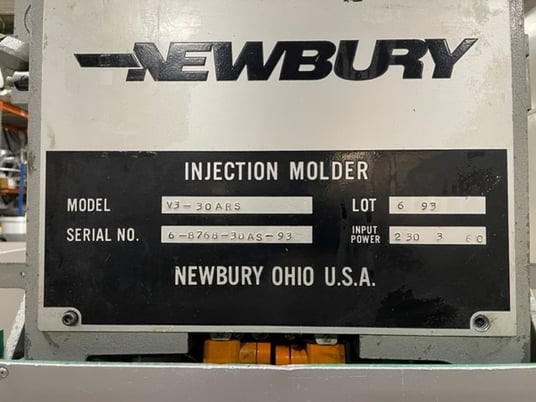 NEWBURY
INJECTION MOLDER
MODEL V3-30ARS LOT 6 93
SERIAL NO. 6-8768-30AS-93 INPUT POWER 230 3 60
NEWBURY OHIO U.S.A.